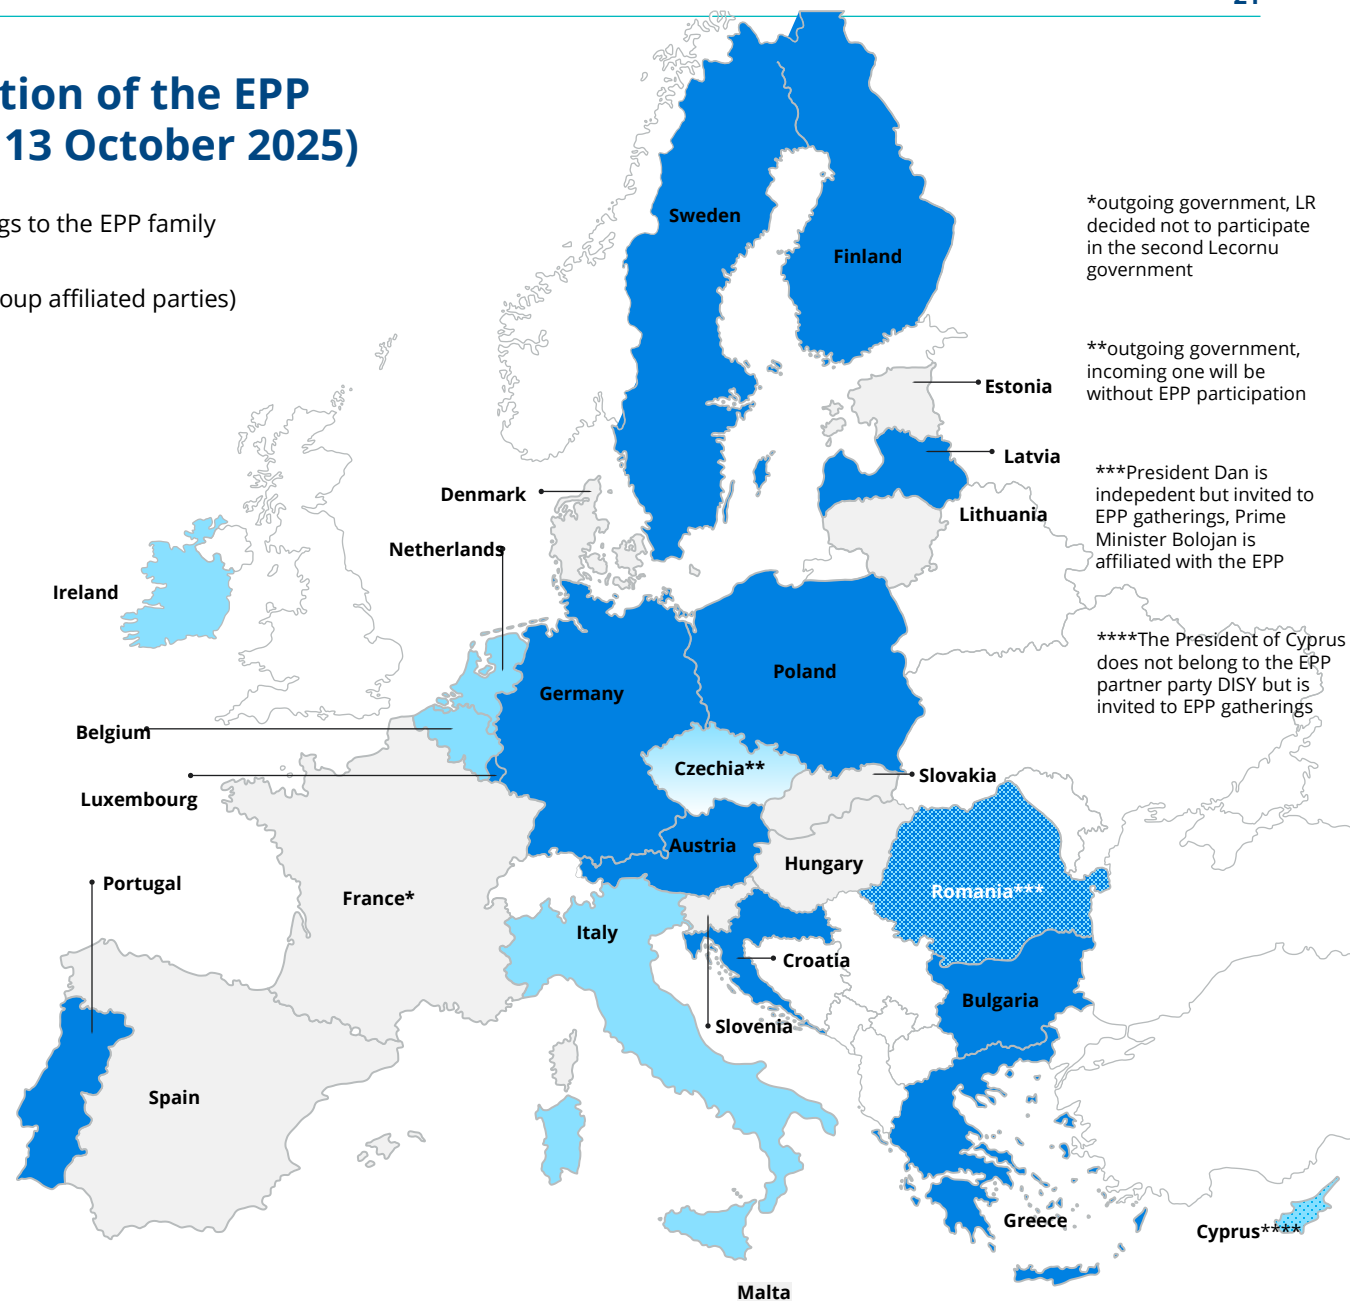 tion of the EPP
13 October 2025)
gs to the EPP family
oup affiliated parties)
*outgoing government, LR
decided not to participate
in the second Lecornu
government
**outgoing government,
incoming one will be
without EPP participation
***President Dan is
indepedent but invited to
EPP gatherings, Prime
Minister Bolojan is
affiliated with the EPP
****The President of Cyprus
does not belong to the EPP
partner party DISY but is
invited to EPP gatherings
Sweden
Finland
Estonia
Latvia
Denmark
Lithuania
Netherlands
Ireland
Poland
Germany
Belgium
Czechia**
Slovakia
Luxembourg
Austria
Hungary
Portugal
Romania***
France*
Italy
Croatia
Bulgaria
Slovenia
Spain
Greece
Cyprus****
Malta